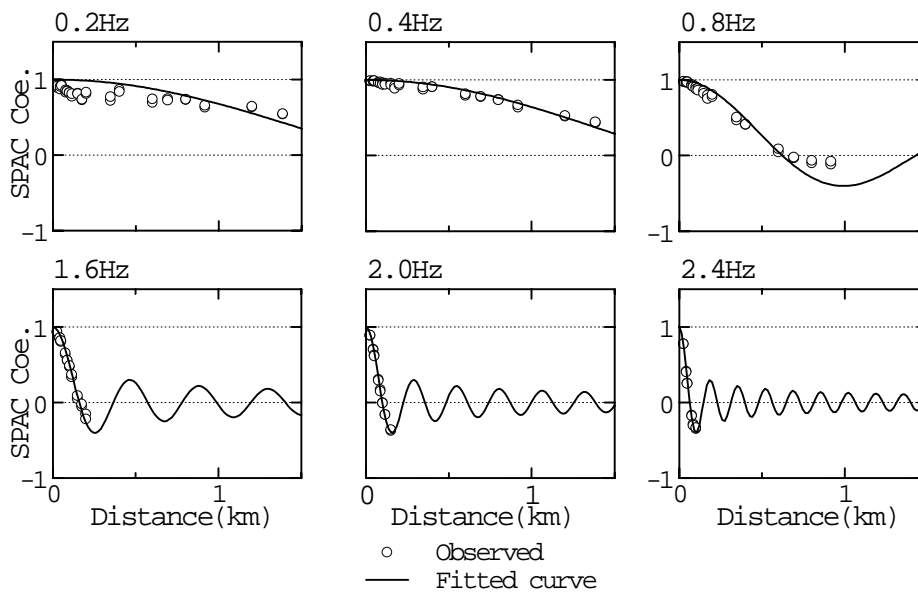 0.2Hz 0.4Hz 0.8Hz
SPAC Coe.
1 1 1
0 0 0
-1 -1 -1
1.6Hz 2.0Hz 2.4Hz
SPAC Coe.
1 1 1
0 0 0
-1 -1 -1
0 1 0 1 0 1
Distance(km) Distance(km) Distance(km)
Observed
Fitted curve